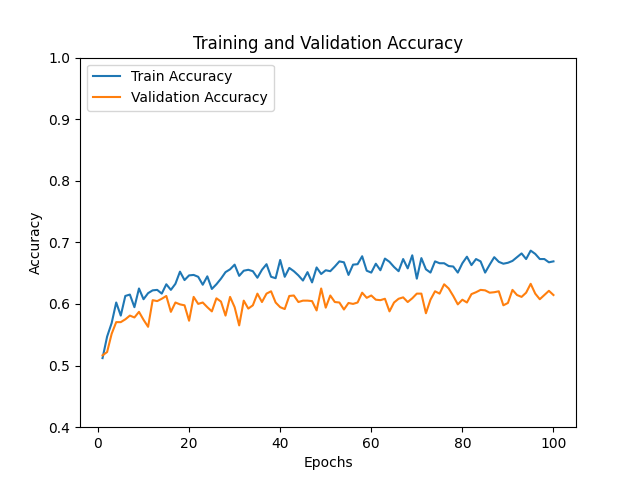 Training and Validation Accuracy
1.0
Train Accuracy
Validation Accuracy
0.9
0.8
0.7
0.6
0.5
0.4
Accuracy
0 20 40 60 80 100
Epochs